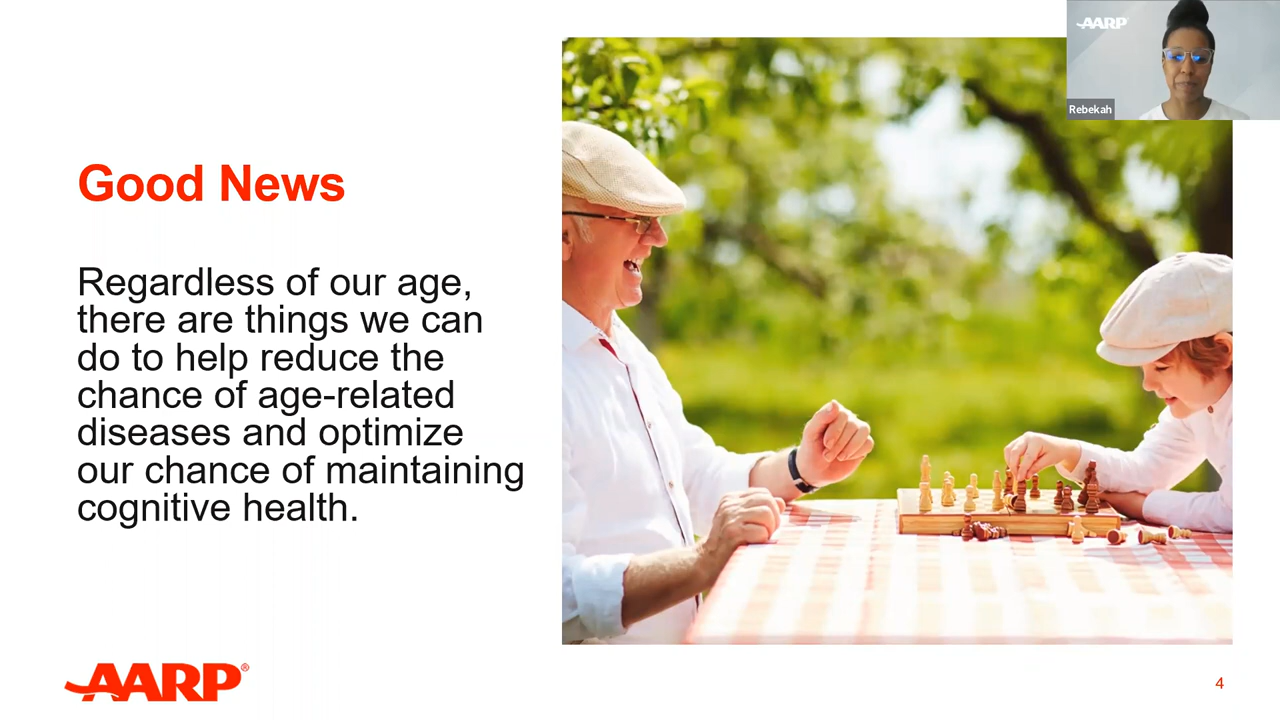 AARP
Rebekah
Good News
Regardless of our age,
there are things we can
do to help reduce the
chance of age-related
diseases and optimize
our chance of maintaining
cognitive health.
AARP®
4